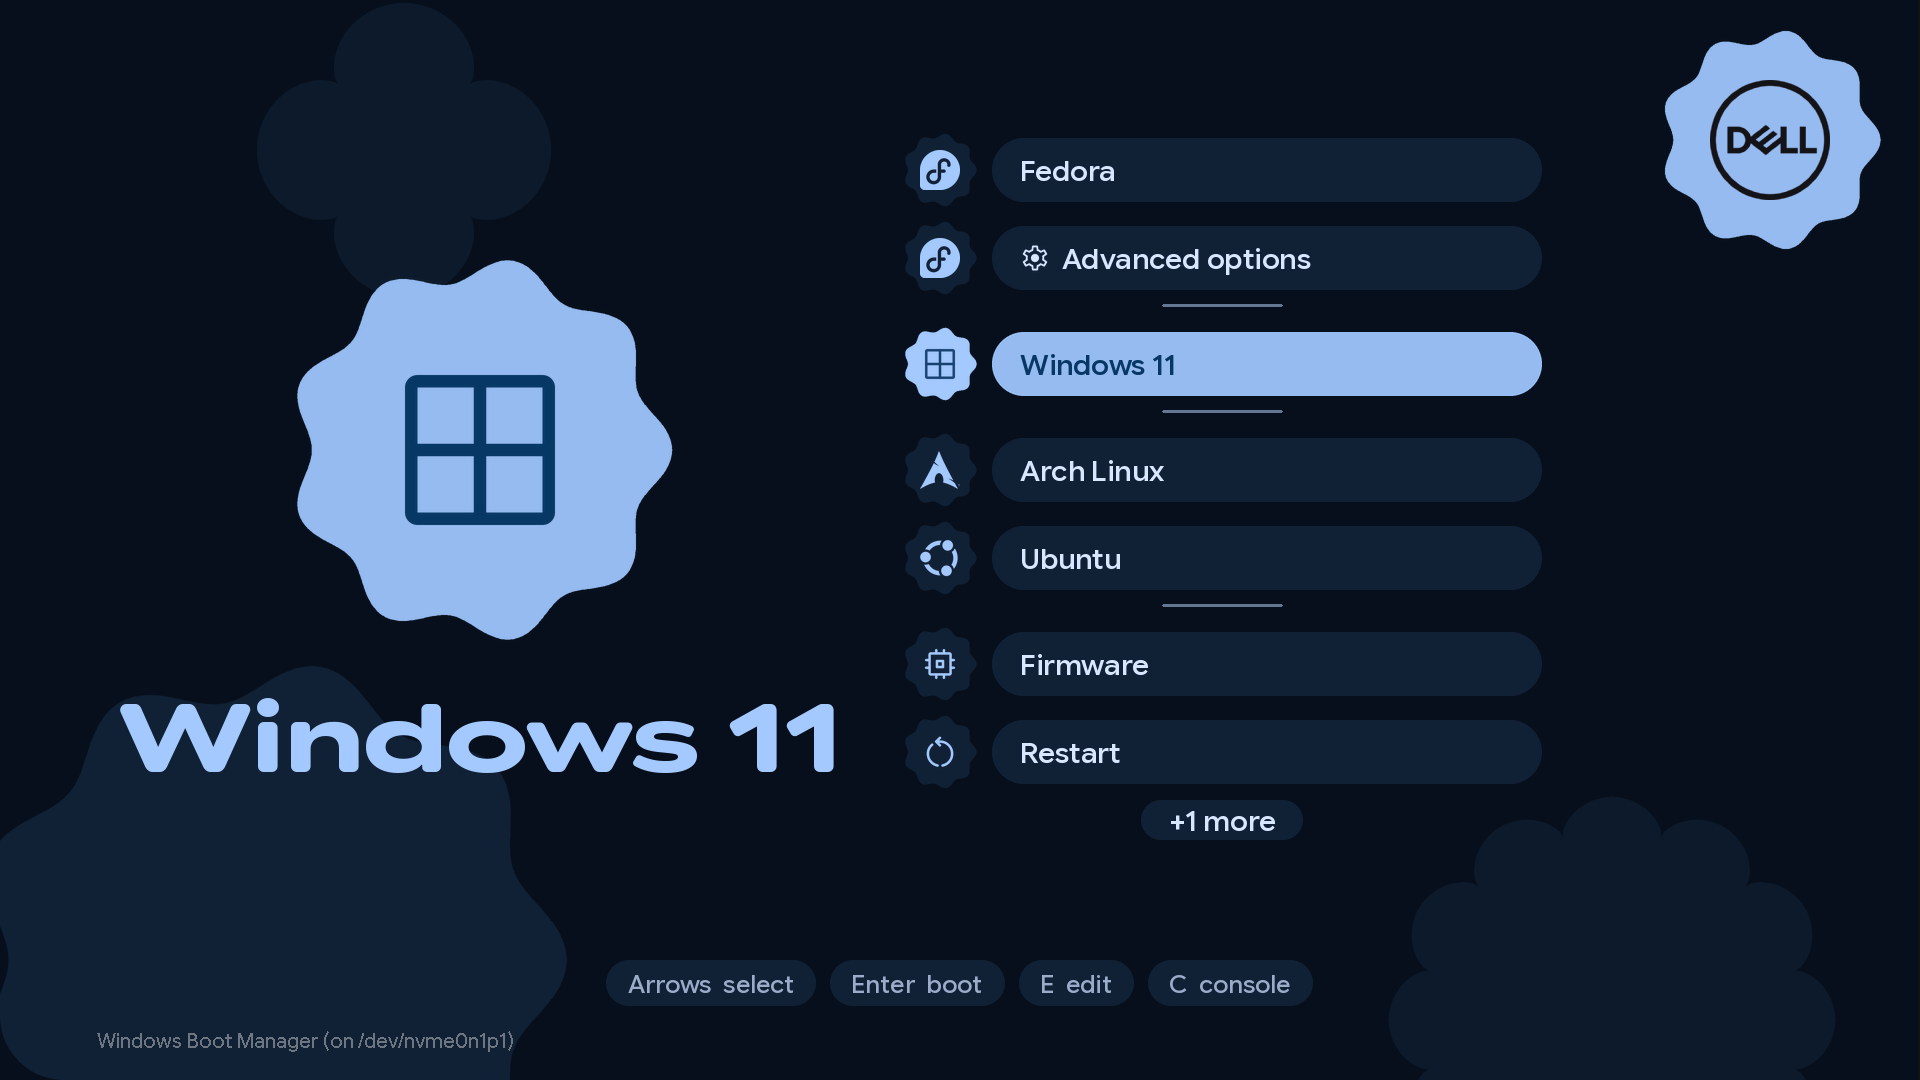 DELL
Fedora
Advanced options
Windows 11
Arch Linux
Ubuntu
Firmware
Restart
+1 more
Windows 11
Arrows select
Enter boot
E edit
C console
Windows Boot Manager (on /dev/nvme0n1p1)